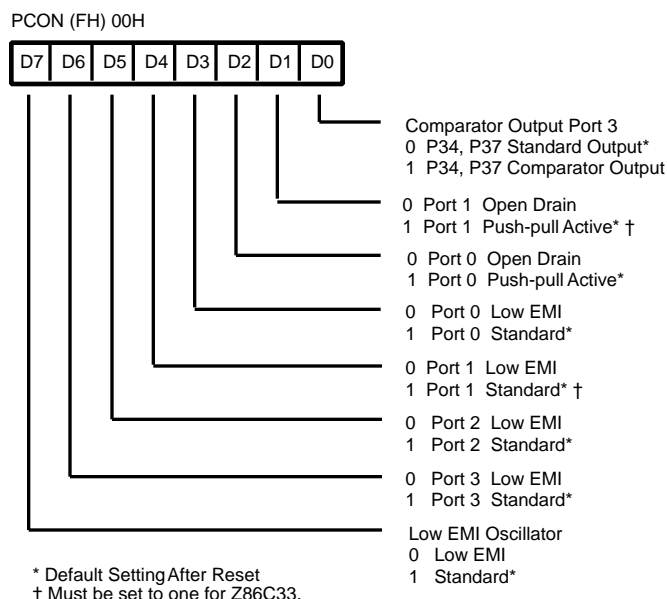 PCON (FH) 00H
D7 D6 D5 D4 D3 D2 D1 D0
Comparator Output Port 3
0 P34, P37 Standard Output*
1 P34, P37 Comparator Output
0 Port 1 Open Drain
1 Port 1 Push-pull Active* †
0 Port 0 Open Drain
1 Port 0 Push-pull Active*
0 Port 0 Low EMI
1 Port 0 Standard*
0 Port 1 Low EMI
1 Port 1 Standard* †
0 Port 2 Low EMI
1 Port 2 Standard*
0 Port 3 Low EMI
1 Port 3 Standard*
Low EMI Oscillator
0 Low EMI
1 Standard*
* Default Setting After Reset
† Must be set to one for Z86C33.